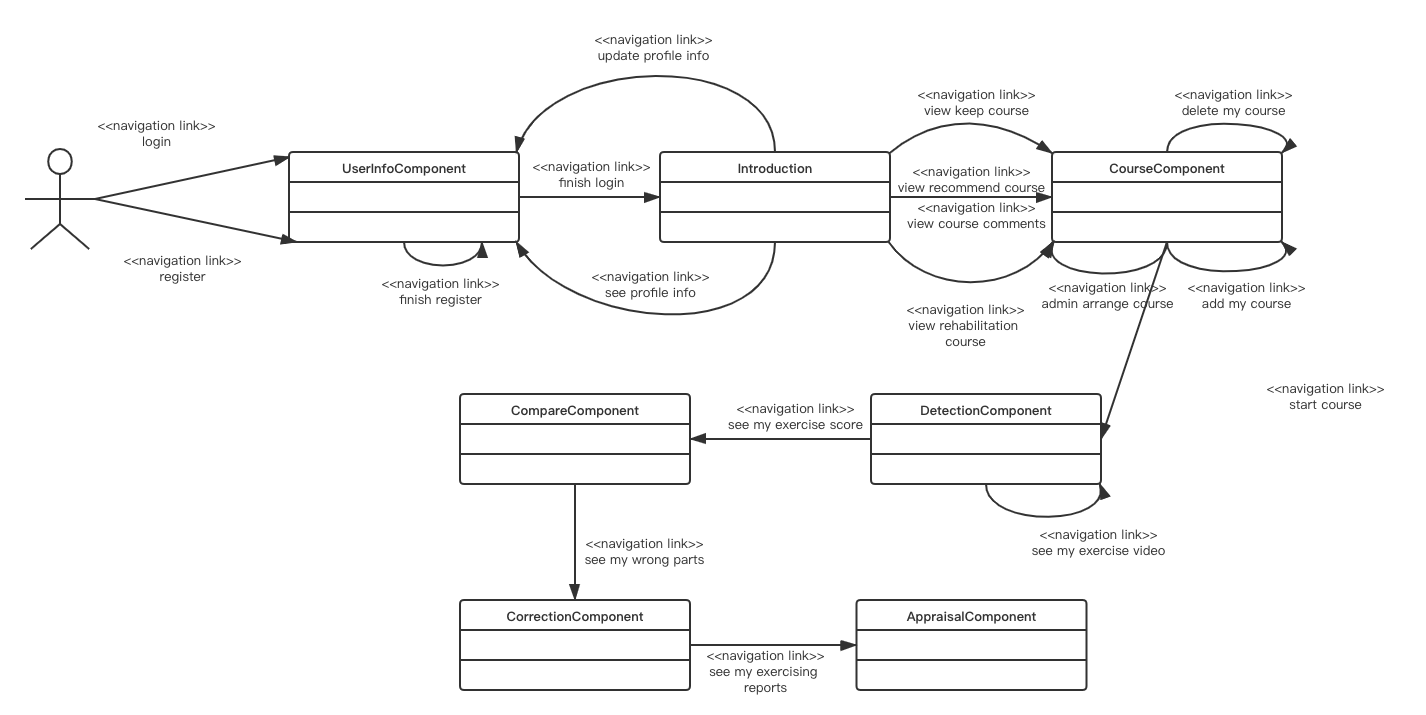 <<navigation link>>
update profile info
<<navigation link>>
view keep course
<<navigation link>>
delete my course
<<navigation link>>
login
UserInfoComponent
<<navigation link>>
finish login
Introduction
<<navigation link>>
view recommend course
<<navigation link>>
view course comments
CourseComponent
<<navigation link>>
register
<<navigation link>>
finish register
<<navigation link>>
see profile info
<<navigation link>>
view rehabilitation
course
<<navigation link>>
admin arrange course
<<navigation link>>
add my course
<<navigation link>>
start course
CompareComponent
<<navigation link>>
see my exercise score
DetectionComponent
<<navigation link>>
see my exercise video
<<navigation link>>
see my wrong parts
CorrectionComponent
<<navigation link>>
see my exercising
reports
AppraisalComponent